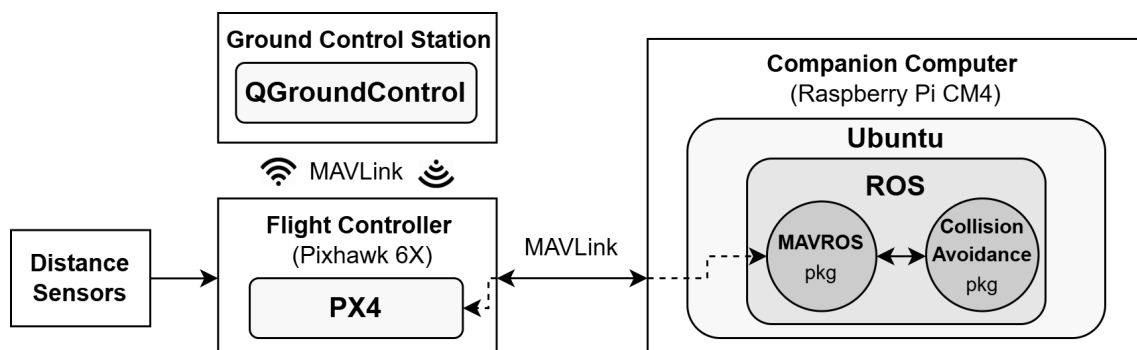 Ground Control Station
QGroundControl
MAVLink
Flight Controller
(Pixhawk 6X)
PX4
Distance
Sensors
MAVLink
Companion Computer
(Raspberry Pi CM4)
Ubuntu
ROS
MAVROS
pkg
Collision
Avoidance
pkg